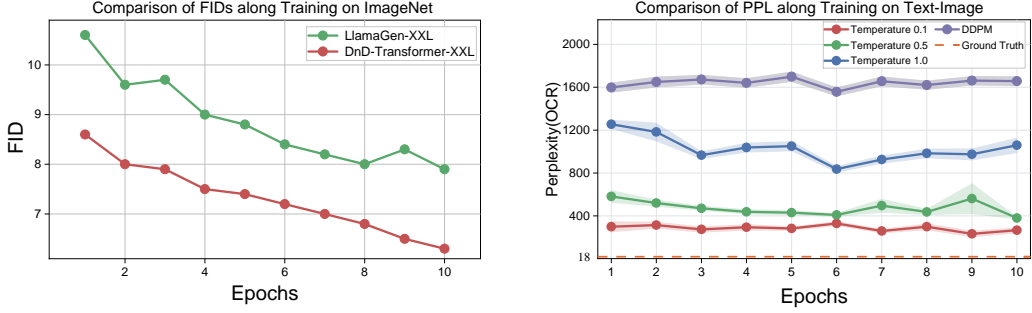 Comparison of FIDs along Training on ImageNet
LlamaGen-XXL
DnD-Transformer-XXL
FID
10
9
8
7
2
4
6
8
10
Epochs
Comparison of PPL along Training on Text-Image
Temperature 0.1
Temperature 0.5
Temperature 1.0
DDPM
Ground Truth
Perplexity(OCR)
2000
1600
1200
800
400
18
1
2
3
4
5
6
7
8
9
10
Epochs